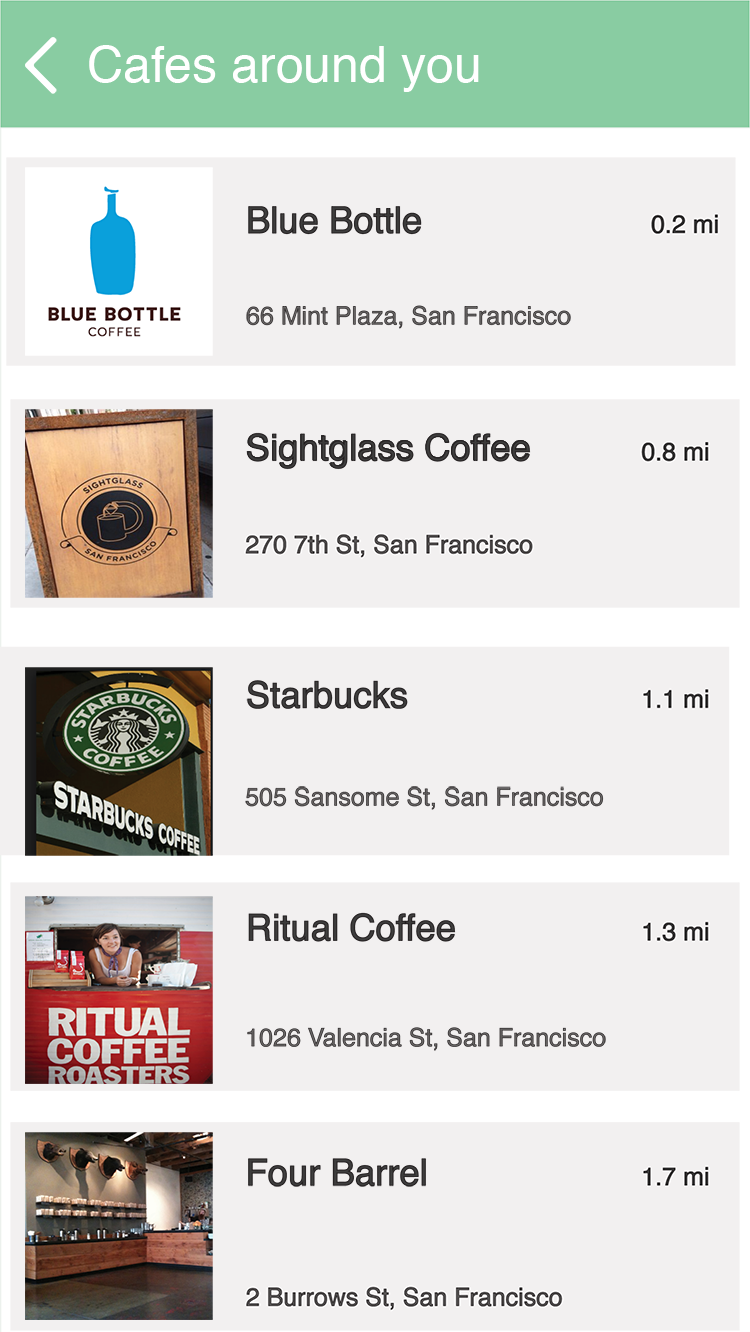 Cafes around you
BLUE BOTTLE
COFFEE
Blue Bottle
0.2 mi
66 Mint Plaza, San Francisco
SIGHTGLASS
SAN FRANCISCO
Sightglass Coffee
0.8 mi
270 7th St, San Francisco
STARBUCKS
COFFEE
STARBUCKS COFFEE
Starbucks
1.1 mi
505 Sansome St, San Francisco
RITUAL
COFFEE
ROASTERS
Ritual Coffee
1.3 mi
1026 Valencia St, San Francisco
Four Barrel
1.7 mi
2 Burrows St, San Francisco